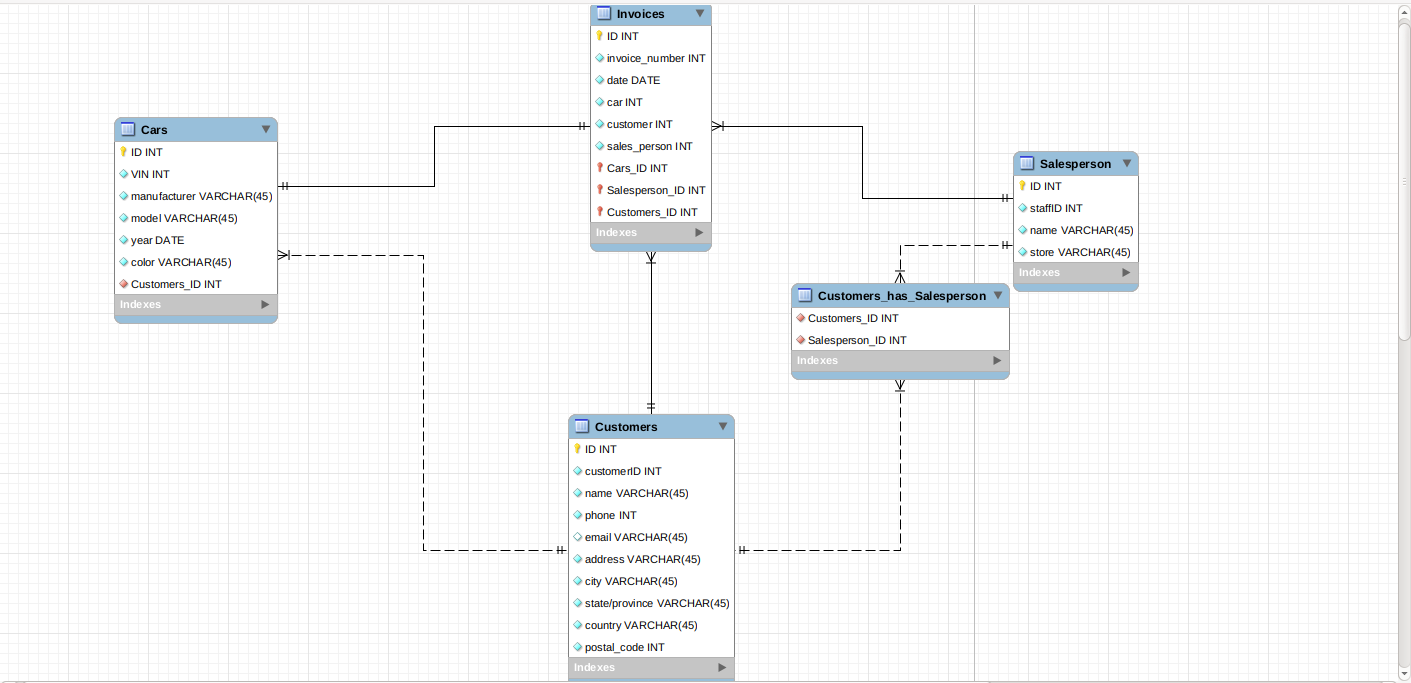 Invoices
ID INT
invoice_number INT
date DATE
car INT
customer INT
sales_person INT
Cars_ID INT
Salesperson_ID INT
Customers_ID INT
Indexes
Cars
ID INT
VIN INT
manufacturer VARCHAR(45)
model VARCHAR(45)
year DATE
color VARCHAR(45)
Customers_ID INT
Indexes
Salesperson
ID INT
staffID INT
name VARCHAR(45)
store VARCHAR(45)
Indexes
Customers_has_Salesperson
Customers_ID INT
Salesperson_ID INT
Indexes
Customers
ID INT
customerID INT
name VARCHAR(45)
phone INT
email VARCHAR(45)
address VARCHAR(45)
city VARCHAR(45)
state/province VARCHAR(45)
country VARCHAR(45)
postal_code INT
Indexes